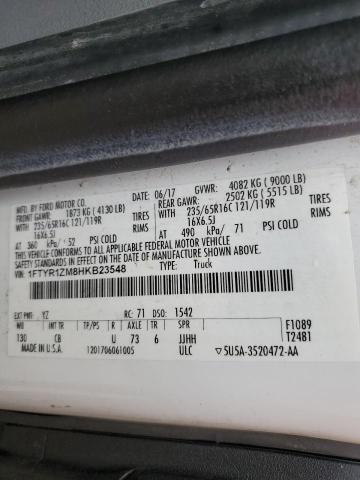 MFD. BY FORD MOTOR CO.
DATE: 06/17 GVWR: 4082 KG ( 9000 LB)
FRONT GAWR: 1873 KG ( 4130 LB) REAR GAWR: 2502 KG ( 5515 LB)
WITH WITH
235/65R16C 121/119R TIRES 235/65R16C 121/119R TIRES
16X6.5J RIMS 16X6.5J RIMS
AT 360 kPa/ 52 PSI COLD AT 490 kPa/ 71 PSI COLD
THIS VEHICLE CONFORMS TO ALL APPLICABLE FEDERAL MOTOR VEHICLE
SAFETY STANDARDS IN EFFECT ON THE DATE OF MANUFACTURE SHOWN ABOVE.
VIN: 1FTYR1ZM8HKB23548 TYPE: Truck
EXT PNT: YZ RC: 71 DSO: 1542
WB INT TR TP/PS R AXLE TR SPR F1089
130 CB U 73 6 JJHH T2481
MADE IN U.S.A. 1201706061005 ULC ▽5U5A-3520472-AA